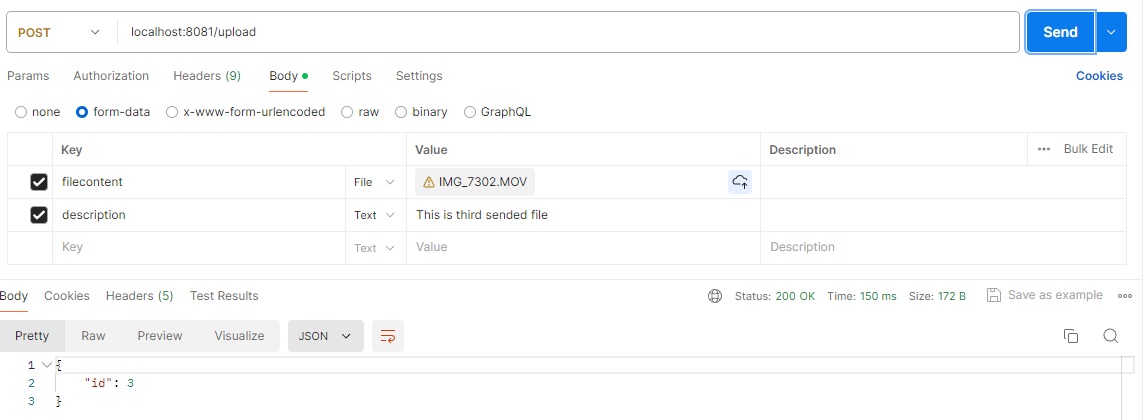 POST localhost:8081/upload Send
Params Authorization Headers (9) Body Scripts Settings Cookies
none form-data x-www-form-urlencoded raw binary GraphQL
Key Value Description Bulk Edit
filecontent File IMG_7302.MOV
description Text This is third sended file
Key Text Value Description
Body Cookies Headers (5) Test Results Status: 200 OK Time: 150 ms Size: 172 B Save as example
Pretty Raw Preview Visualize JSON
1 {
2 "id": 3
3 }